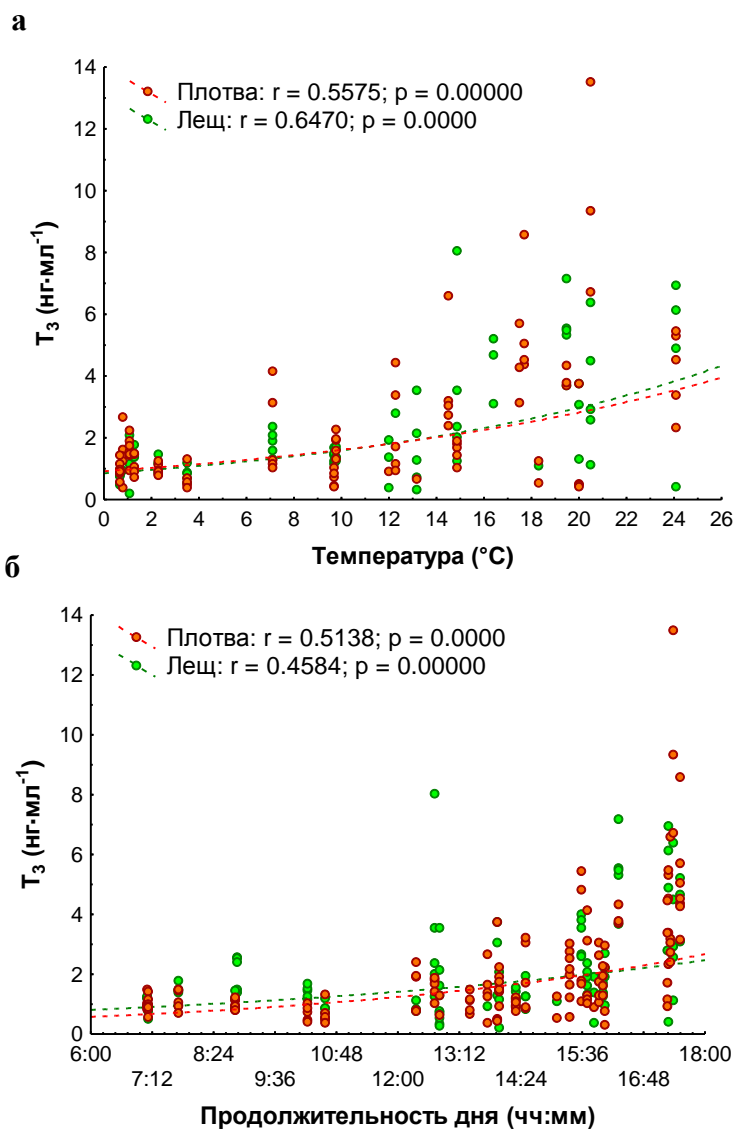 а
14
12
10
8
6
4
2
0
Плотва: r = 0.5575; p = 0.00000
Лещ: r = 0.6470; p = 0.0000
T3 (нг·мл-1)
0 2 4 6 8 10 12 14 16 18 20 22 24 26
Температура (°C)
б
14
12
10
8
6
4
2
0
Плотва: r = 0.5138; p = 0.0000
Лещ: r = 0.4584; p = 0.00000
T3 (нг·мл-1)
6:00 8:24 10:48 13:12 15:36 18:00
7:12 9:36 12:00 14:24 16:48
Продолжительность дня (чч:мм)